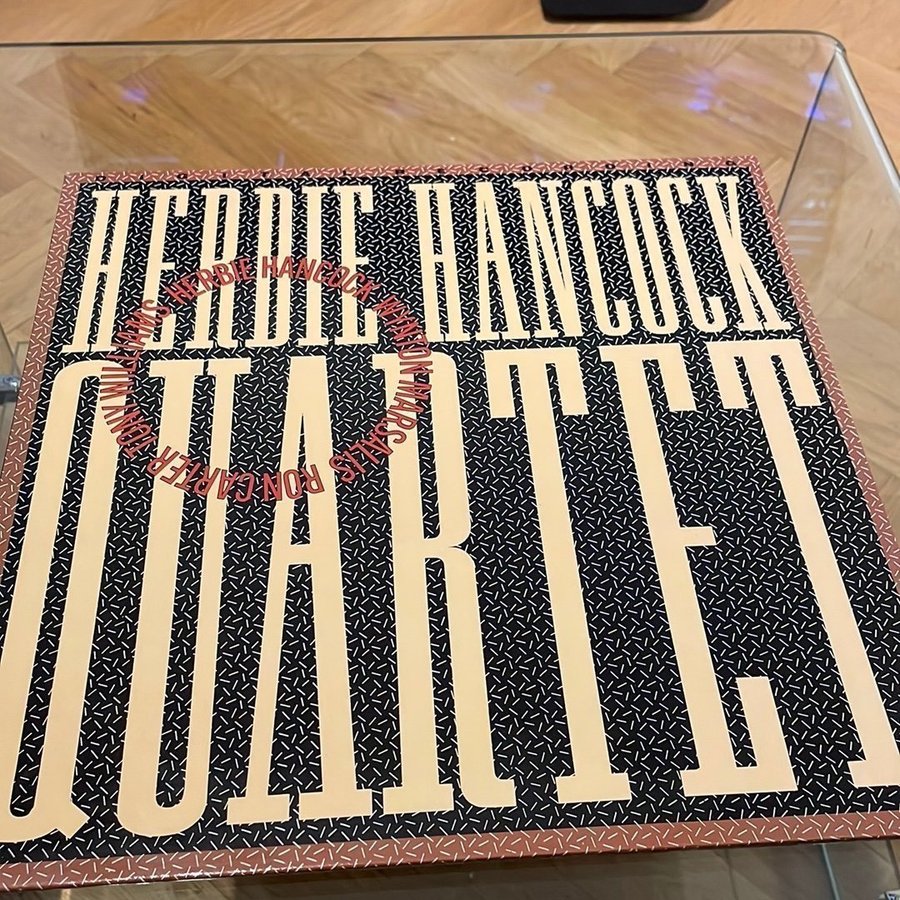 HERBIE HANCOCK
QUARTET
HERBIE HANCOCK WYNTON MARSALIS RON CARTER TONY WILLIAMS